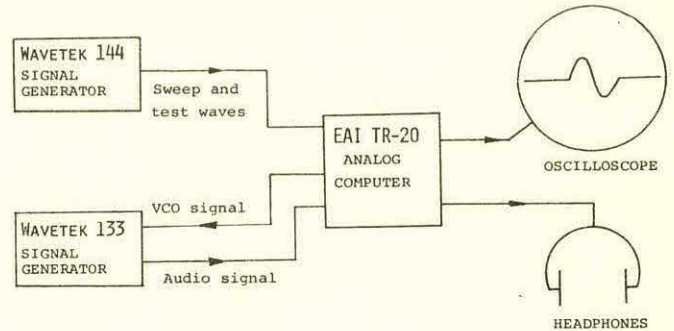 WAVETEK 144
SIGNAL
GENERATOR
Sweep and
test waves
EAI TR-20
ANALOG
COMPUTER
OSCILLOSCOPE
VCO signal
WAVETEK 133
SIGNAL
GENERATOR
Audio signal
HEADPHONES